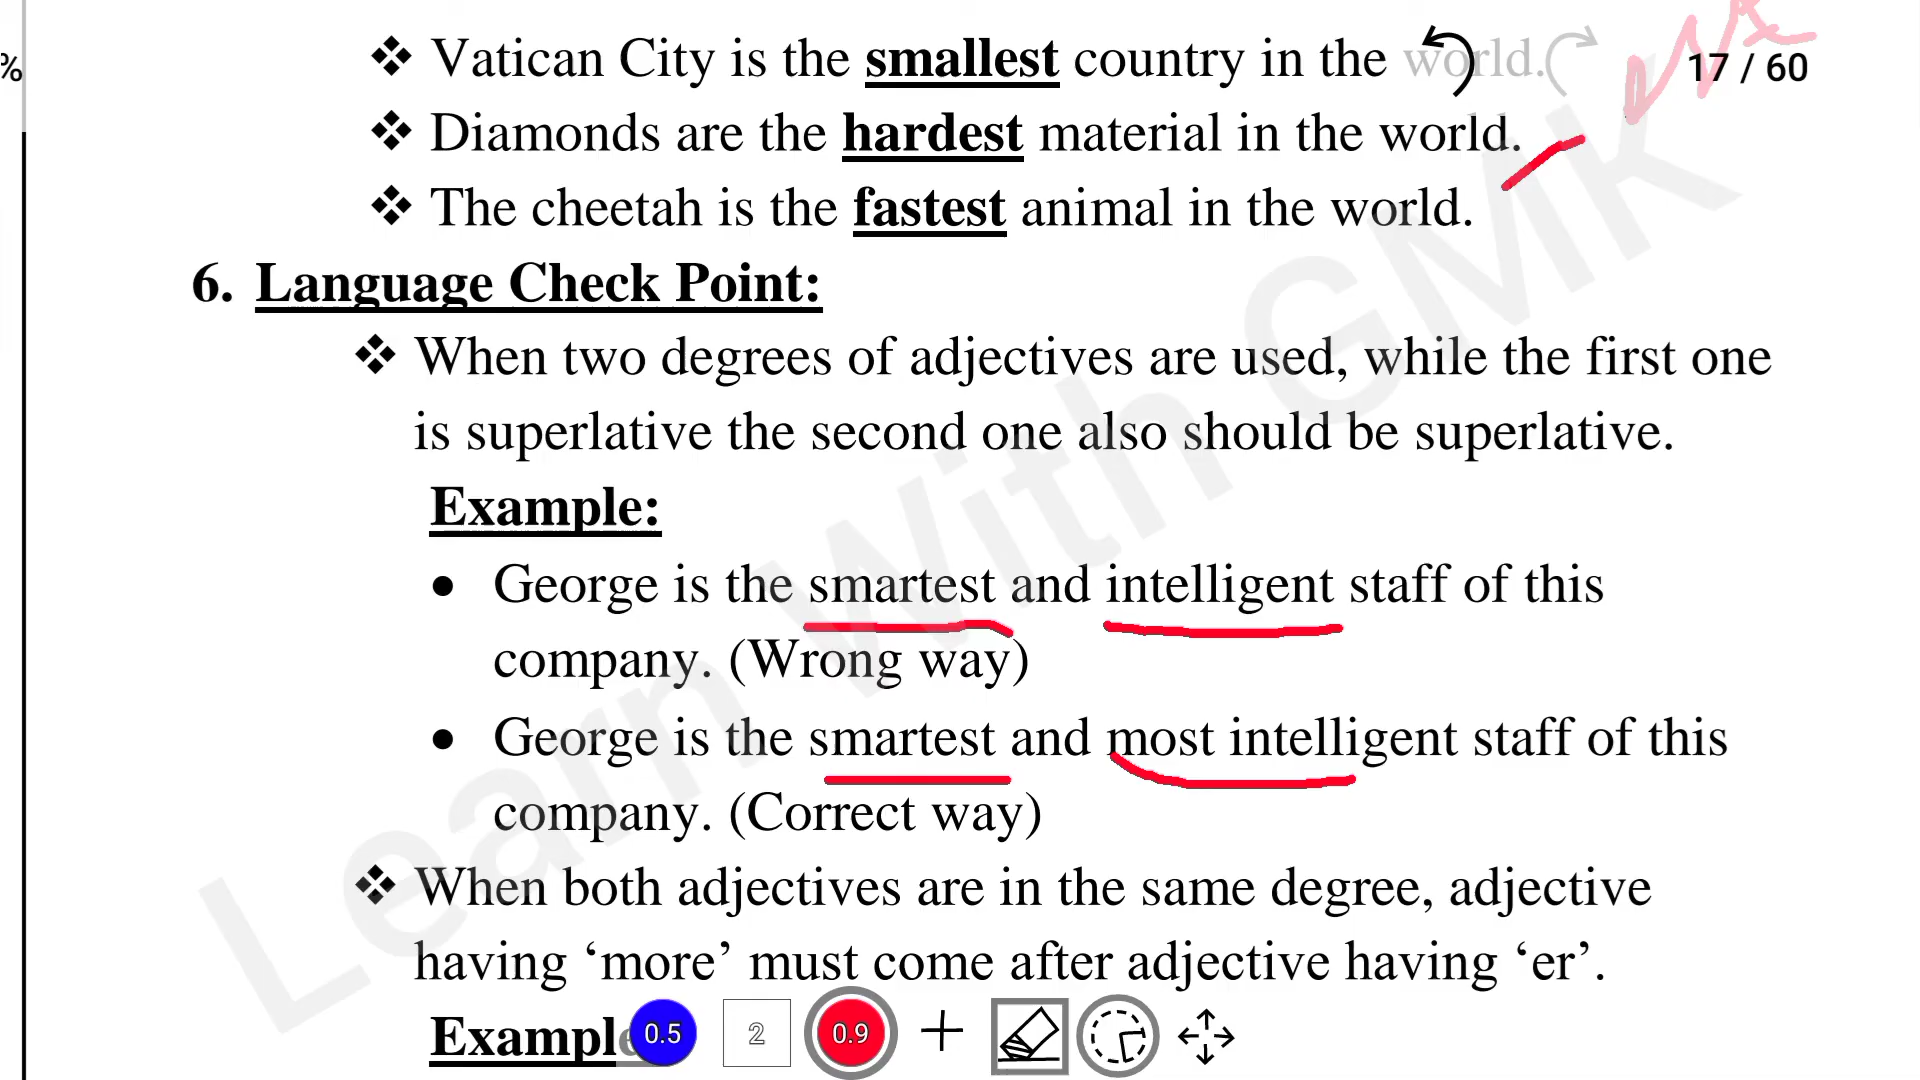 %
❖ Vatican City is the smallest country in the world.
17 / 60
❖ Diamonds are the hardest material in the world.
❖ The cheetah is the fastest animal in the world.
6. Language Check Point:
❖ When two degrees of adjectives are used, while the first one
is superlative the second one also should be superlative.
Example:
• George is the smartest and intelligent staff of this
company. (Wrong way)
• George is the smartest and most intelligent staff of this
company. (Correct way)
❖ When both adjectives are in the same degree, adjective
having ‘more’ must come after adjective having ‘er’.
Example
0.5 2 0.9
Learn With GMK